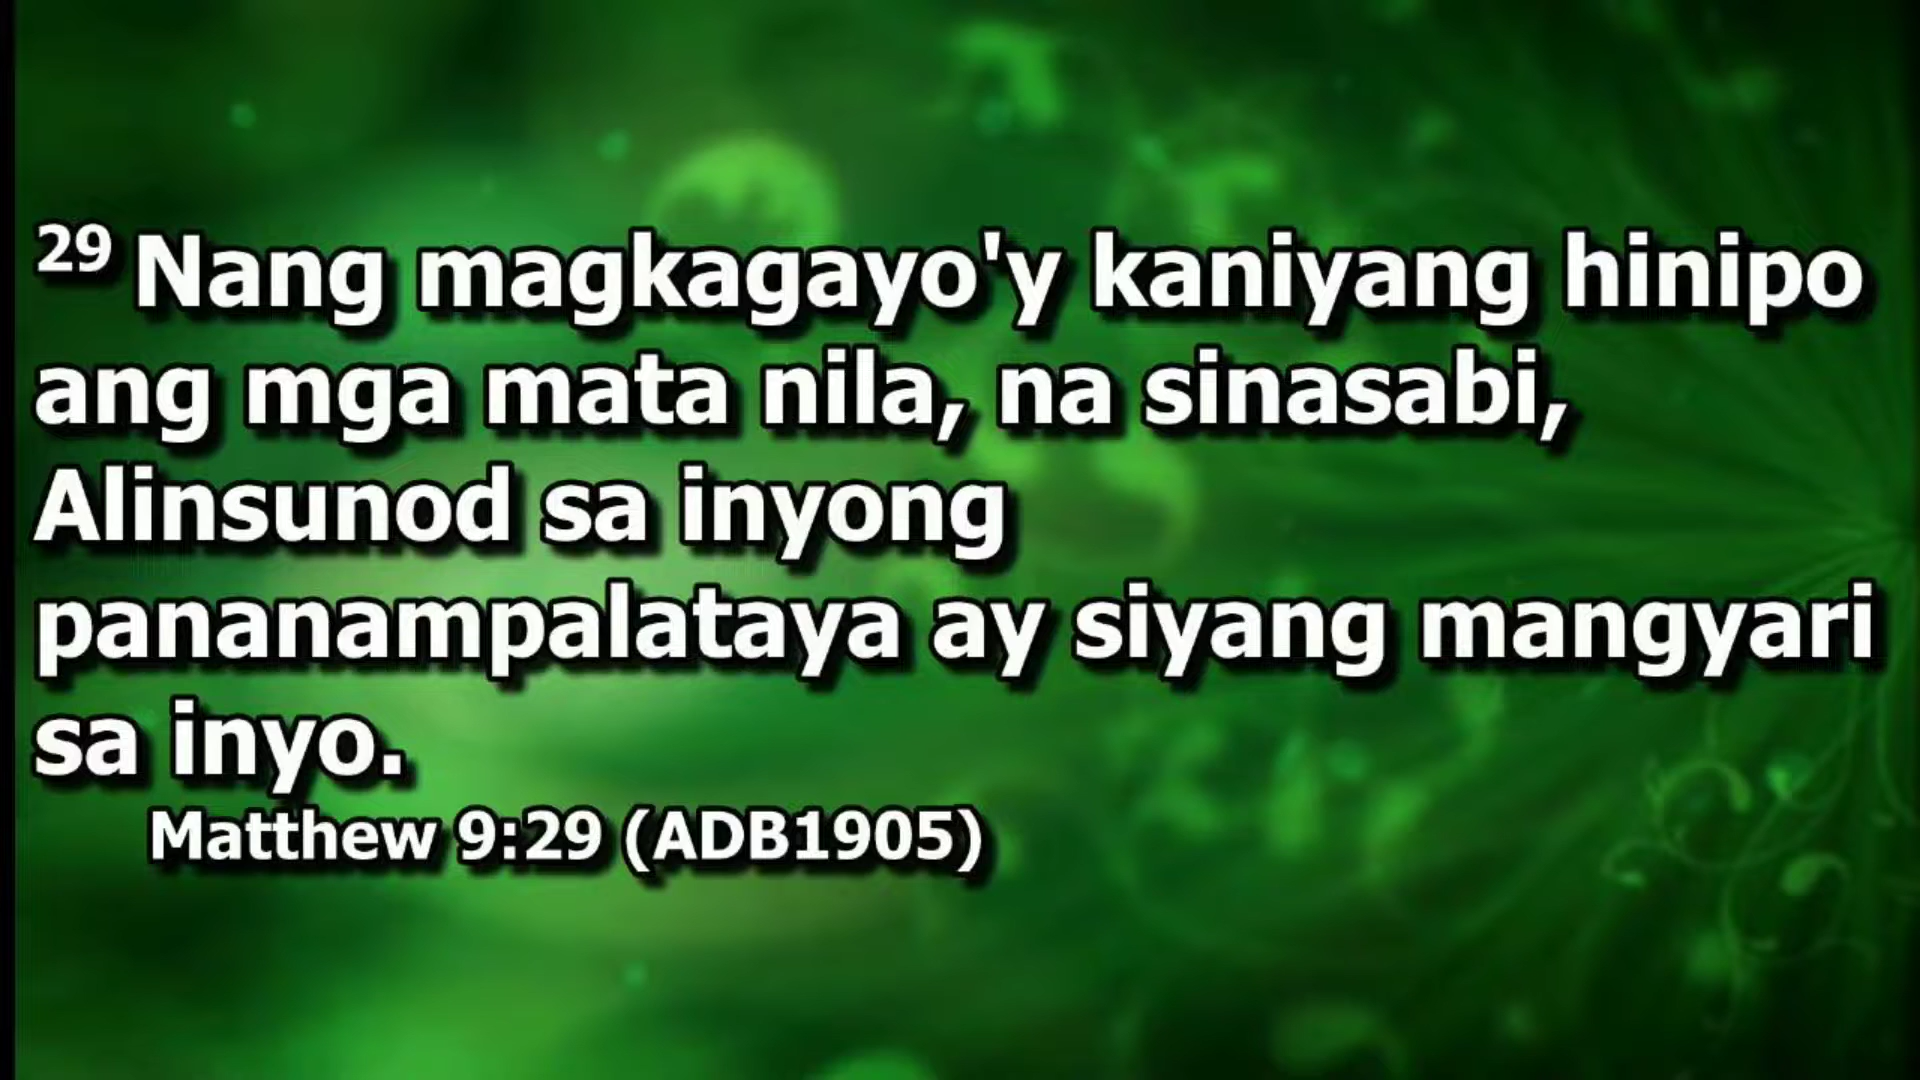 29 Nang magkagayo'y kaniyang hinipo
ang mga mata nila, na sinasabi,
Alinsunod sa inyong
pananampalataya ay siyang mangyari
sa inyo.
Matthew 9:29 (ADB1905)